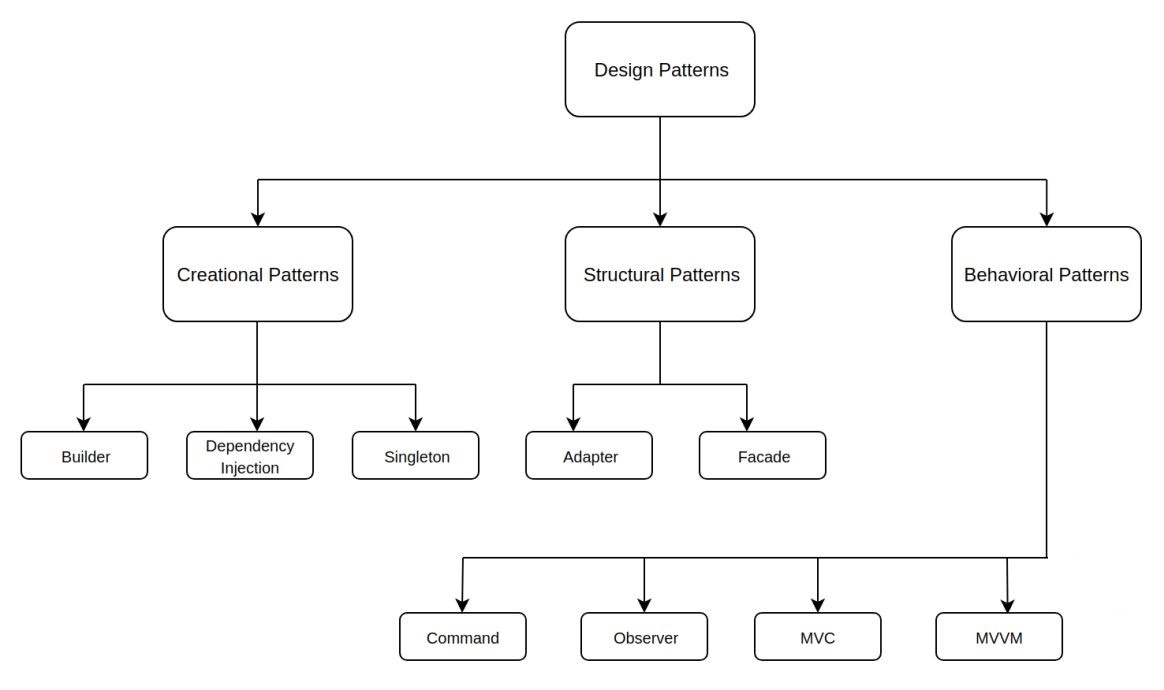 Design Patterns
Creational Patterns
Structural Patterns
Behavioral Patterns
Builder
Dependency
Injection
Singleton
Adapter
Facade
Command
Observer
MVC
MVVM